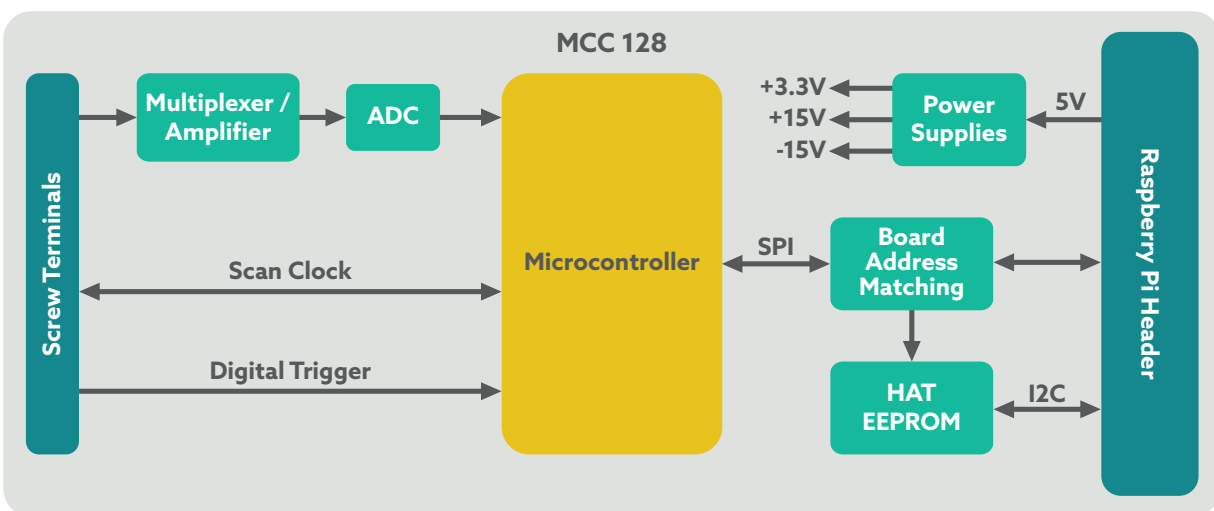 MCC 128
Screw Terminals
Multiplexer /
Amplifier
ADC
Scan Clock
Digital Trigger
Microcontroller
+3.3V
+15V
-15V
Power
Supplies
5V
SPI
Board
Address
Matching
HAT
EEPROM
I2C
Raspberry Pi Header